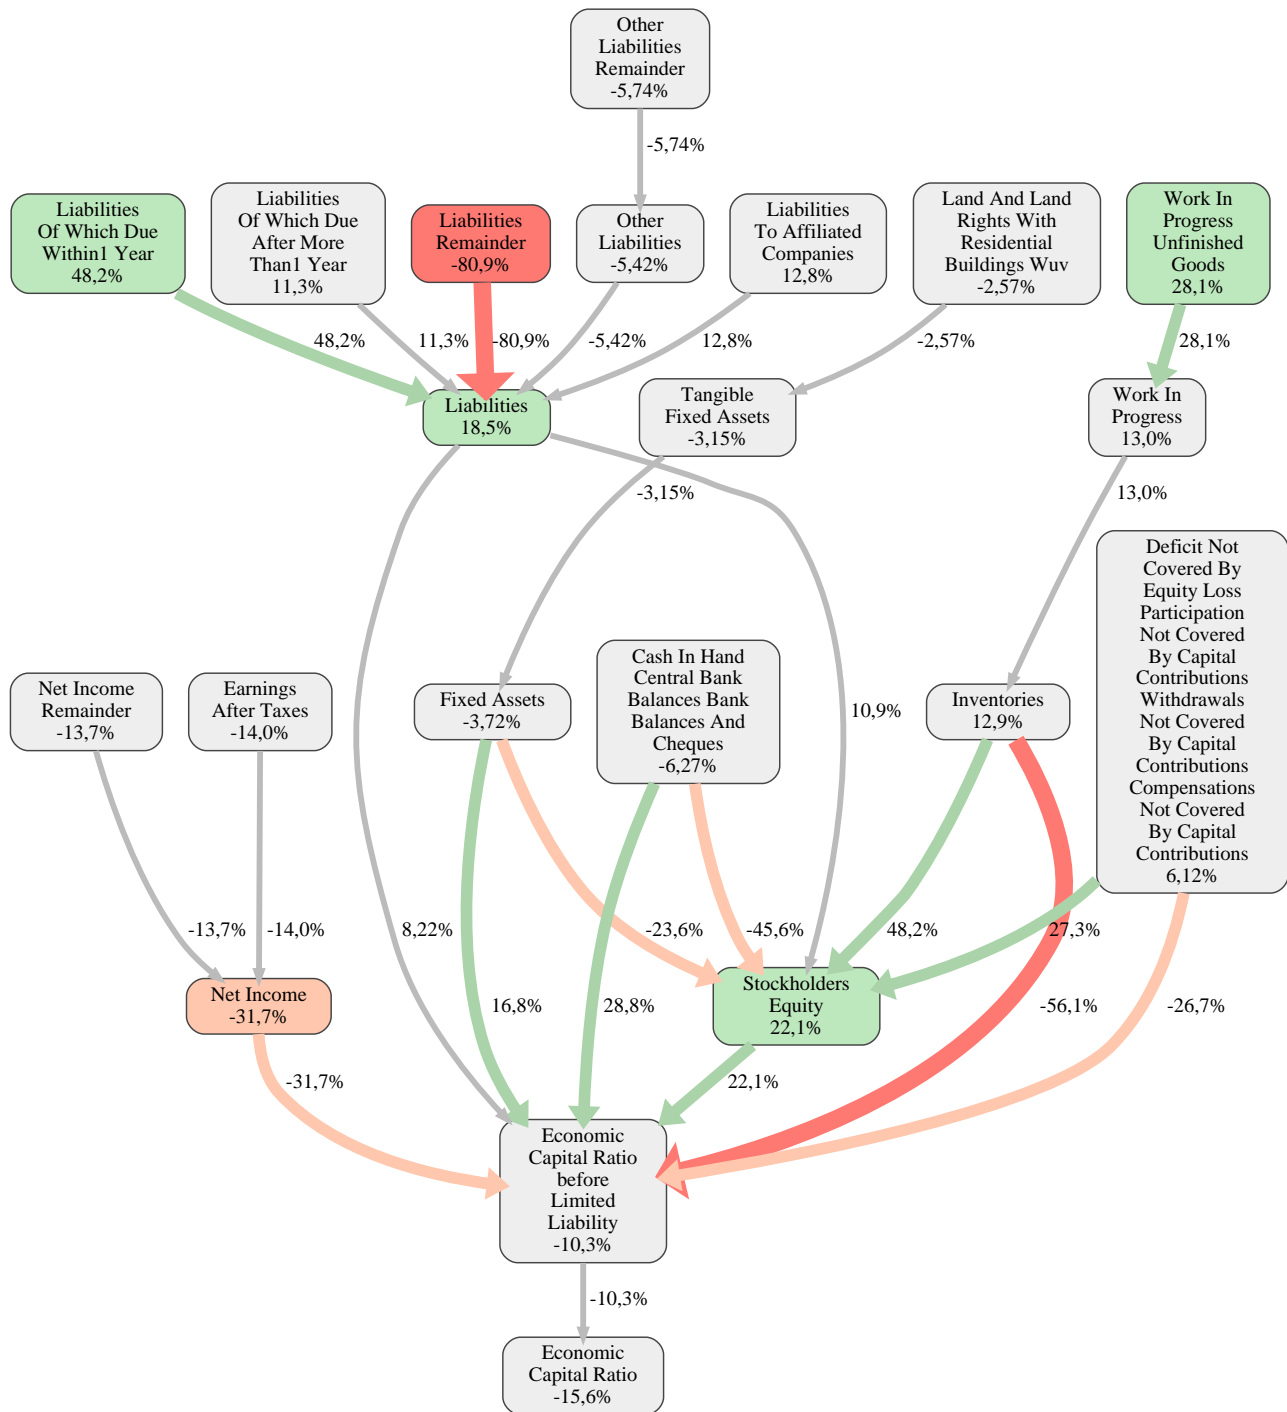 Other
Liabilities
Remainder
-5,74%
-5,74%
Liabilities
Of Which Due
Within1 Year
48,2%
Liabilities
Of Which Due
After More
Than1 Year
11,3%
Liabilities
Remainder
-80,9%
Other
Liabilities
-5,42%
Liabilities
To Affiliated
Companies
12,8%
Land And Land
Rights With
Residential
Buildings Wuv
-2,57%
Work In
Progress
Unfinished
Goods
28,1%
48,2%
11,3%
-80,9%
-5,42%
12,8%
-2,57%
28,1%
Liabilities
18,5%
Tangible
Fixed Assets
-3,15%
Work In
Progress
13,0%
-3,15%
13,0%
Deficit Not
Covered By
Equity Loss
Participation
Not Covered
By Capital
Contributions
Withdrawals
Not Covered
By Capital
Contributions
Compensations
Not Covered
By Capital
Contributions
6,12%
Net Income
Remainder
-13,7%
Earnings
After Taxes
-14,0%
Fixed Assets
-3,72%
Cash In Hand
Central Bank
Balances Bank
Balances And
Cheques
-6,27%
10,9%
Inventories
12,9%
-13,7%
-14,0%
8,22%
-23,6%
-45,6%
48,2%
27,3%
Net Income
-31,7%
16,8%
28.8%
Stockholders
Equity
22,1%
-56,1%
-26,7%
-31,7%
22,1%
Economic
Capital Ratio
before
Limited
Liability
-10,3%
-10,3%
Economic
Capital Ratio
-15,6%